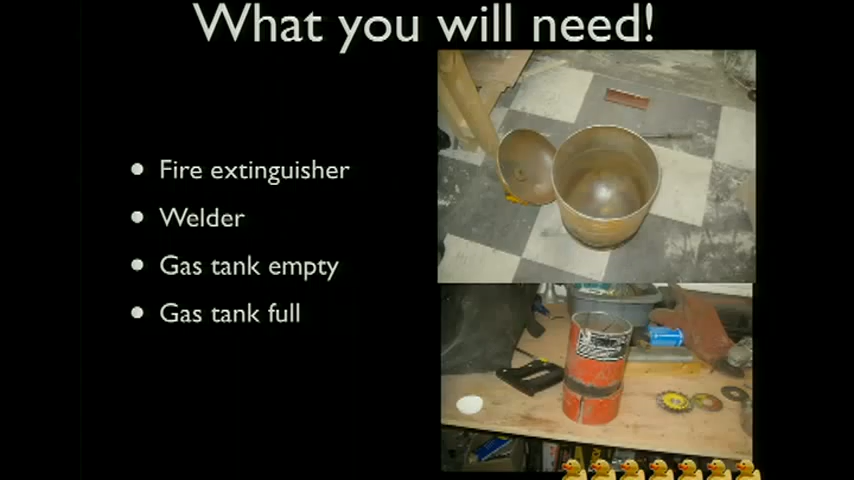 What you will need!
Fire extinguisher
Welder
Gas tank empty
Gas tank full